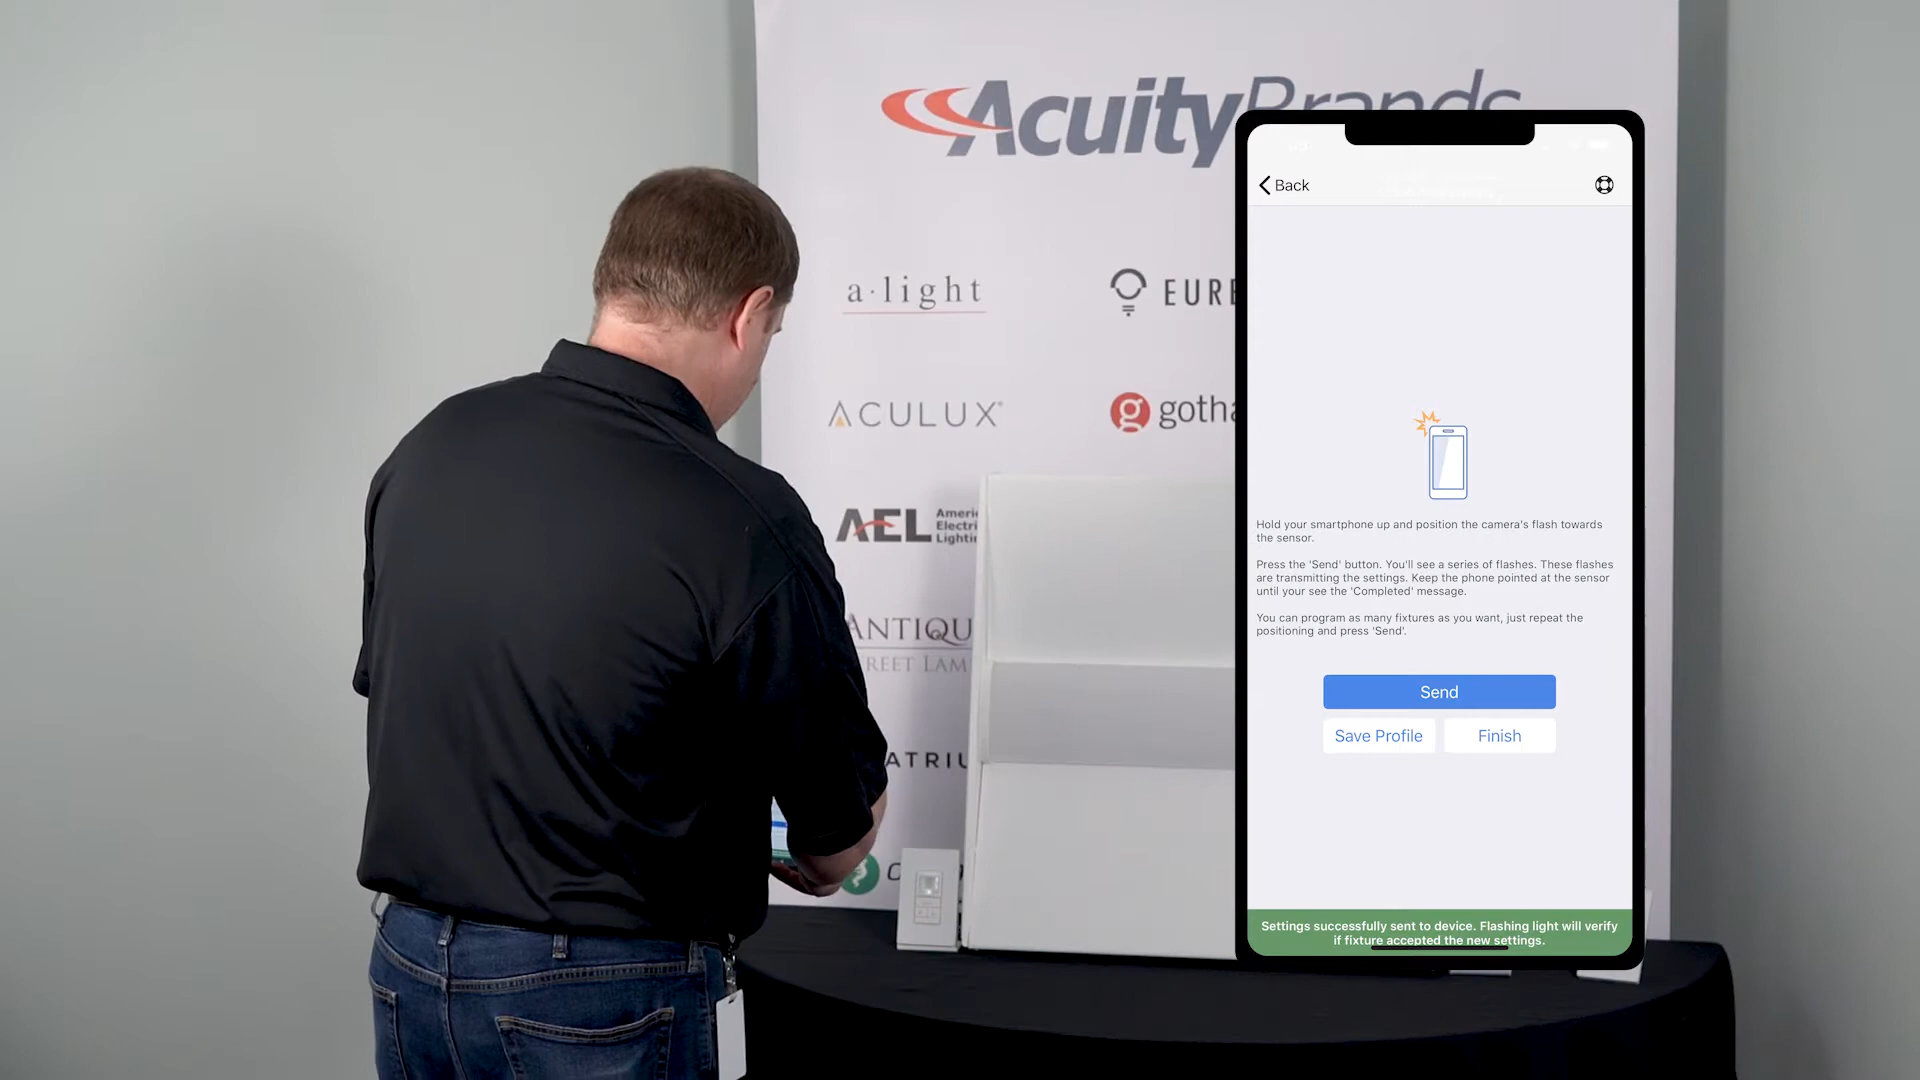 AcuityBrands
a·light
EURE
ACULUX
gotha
AEL
Americ
Electri
Lightin
ANTIQU
REET LAM
ATRIU
Back
Hold your smartphone up and position the camera's flash towards
the sensor.
Press the 'Send' button. You'll see a series of flashes. These flashes
are transmitting the settings. Keep the phone pointed at the sensor
until your see the 'Completed' message.
You can program as many fixtures as you want, just repeat the
positioning and press 'Send'.
Send
Save Profile
Finish
Settings successfully sent to device. Flashing light will verify
if fixture accepted the new settings.